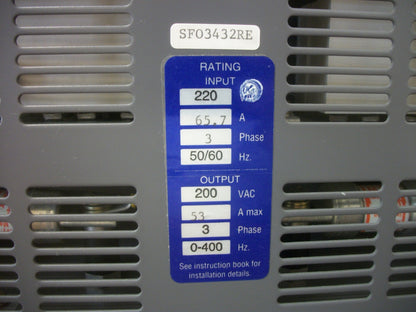 SFO3432RE
RATING
INPUT
220
65.7 A
3 Phase
50/60 Hz.
OUTPUT
200 VAC
53 A max
3 Phase
0-400 Hz.
See instruction book for
installation details.